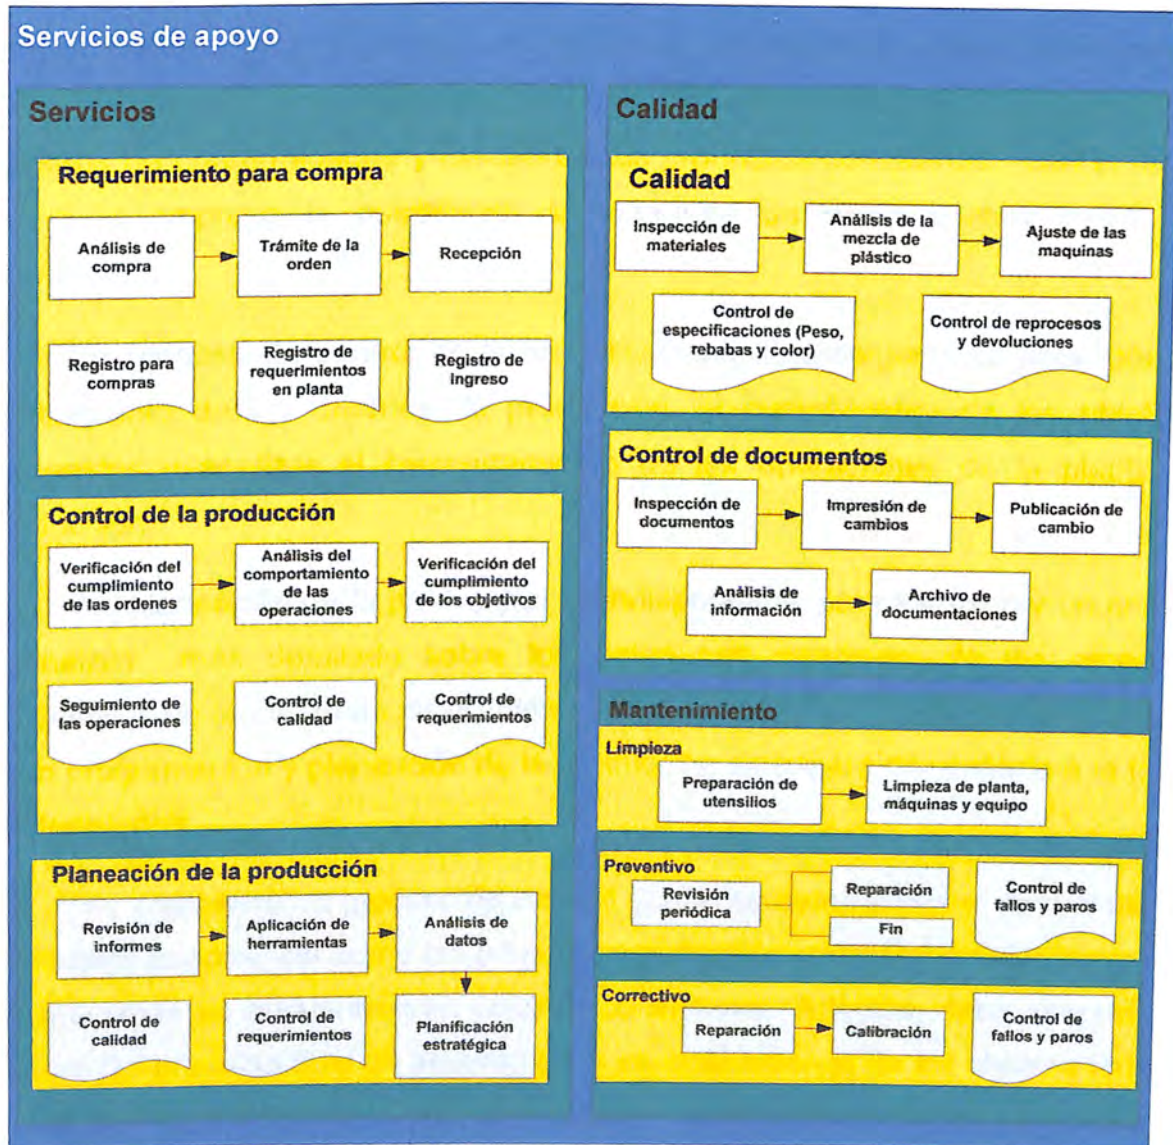 Servicios de apoyo
Servicios
Requerimiento para compra
Análisis de
compra
Trámite de la
orden
Recepción
Registro para
compras
Registro de
requerimientos
en planta
Registro de
ingreso
Control de la producción
Verificación del
cumplimiento
de las ordenes
Análisis del
comportamiento
de las
operaciones
Verificación del
cumplimiento
de los objetivos
Seguimiento de
las operaciones
Control de
calidad
Control de
requerimientos
Planeación de la producción
Revisión de
informes
Aplicación de
herramientas
Análisis de
datos
Control de
calidad
Control de
requerimientos
Planificación
estratégica
Calidad
Calidad
Inspección de
materiales
Análisis de la
mezcla de
plástico
Ajuste de las
maquinas
Control de
especificaciones (Peso,
rebabas y color)
Control de reprocesos
y devoluciones
Control de documentos
Inspección de
documentos
Impresión de
cambios
Publicación de
cambio
Análisis de
información
Archivo de
documentaciones
Mantenimiento
Limpieza
Preparación de
utensilios
Limpieza de planta,
máquinas y equipo
Preventivo
Revisión
periódica
Reparación
Fin
Control de
fallos y paros
Correctivo
Reparación
Calibración
Control de
fallos y paros